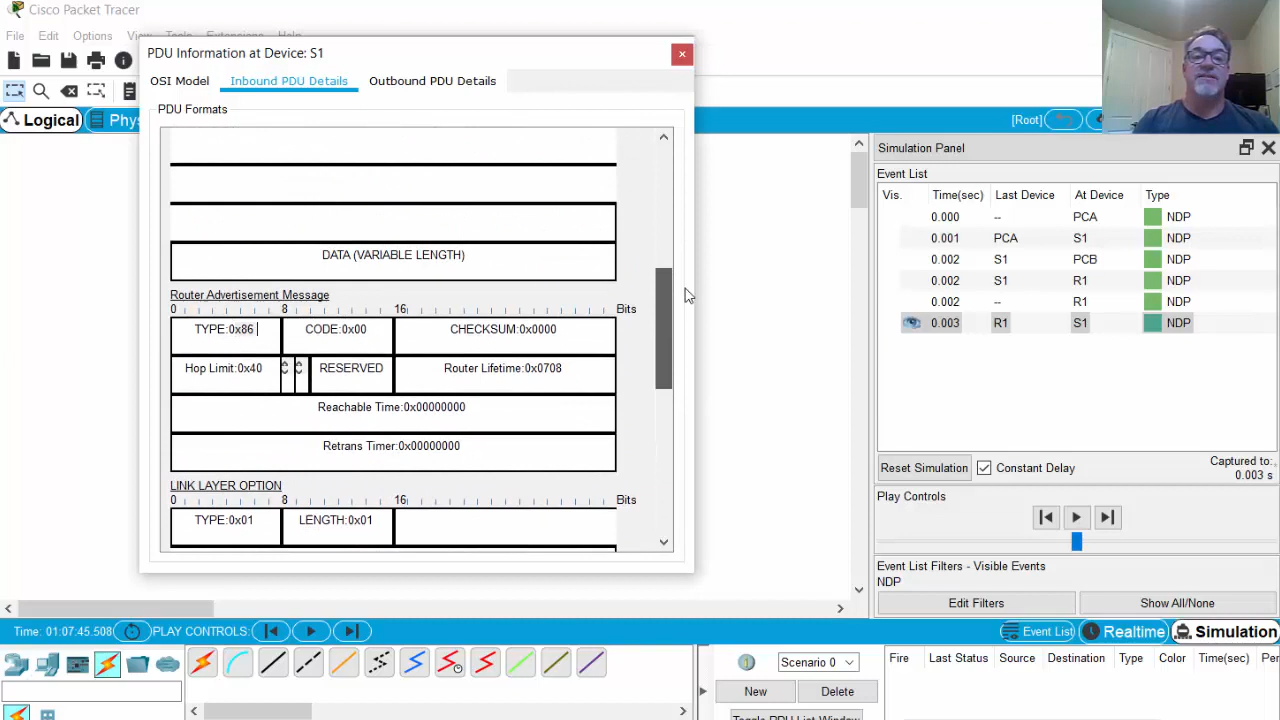 Cisco Packet Tracer
File Edit Options View Tools Extensions Help
PDU Information at Device: S1
OSI Model Inbound PDU Details Outbound PDU Details
PDU Formats
DATA (VARIABLE LENGTH)
Router Advertisement Message
0 8 16 Bits
TYPE:0x86 CODE:0x00 CHECKSUM:0x0000
Hop Limit:0x40 RESERVED Router Lifetime:0x0708
Reachable Time:0x00000000
Retrans Timer:0x00000000
LINK LAYER OPTION
0 8 16 Bits
TYPE:0x01 LENGTH:0x01
Logical Phy [Root]
Simulation Panel
Event List
Vis. Time(sec) Last Device At Device Type
0.000 -- PCA NDP
0.001 PCA S1 NDP
0.002 S1 PCB NDP
0.002 S1 R1 NDP
0.002 -- R1 NDP
0.003 R1 S1 NDP
Reset Simulation Constant Delay Captured to:
0.003 s
Play Controls
Event List Filters - Visible Events
NDP
Edit Filters Show All/None
Time: 01:07:45.508 PLAY CONTROLS: Event List Realtime Simulation
Scenario 0 Fire Last Status Source Destination Type Color Time(sec) Pe
New Delete
Toggle PDU List Window